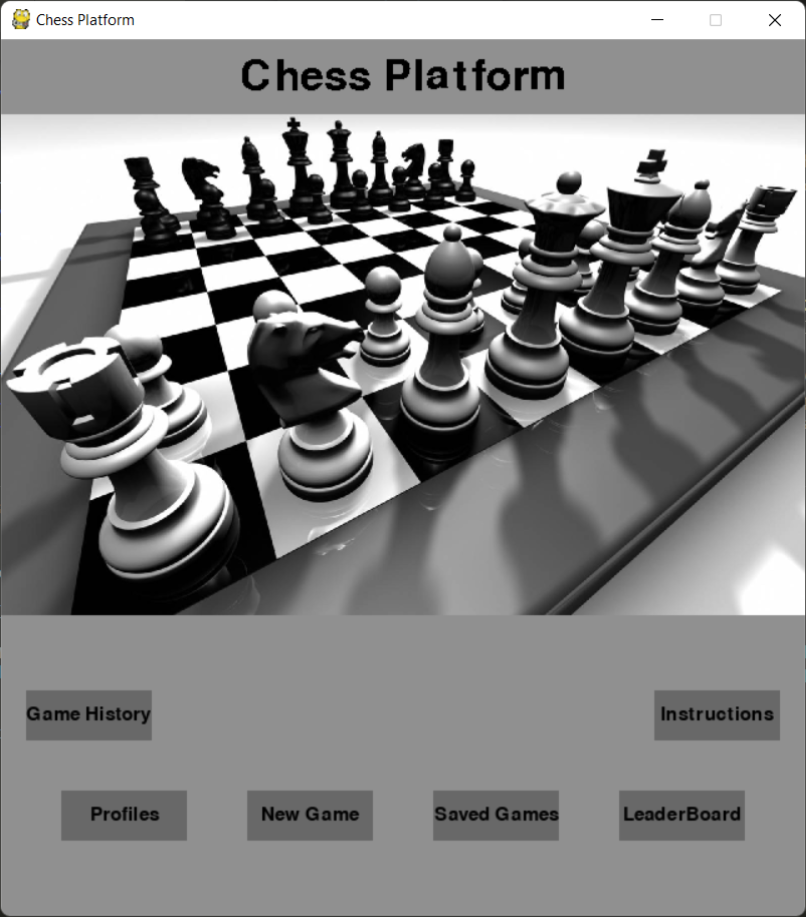 Chess Platform
Chess Platform
Game History
Instructions
Profiles
New Game
Saved Games
LeaderBoard